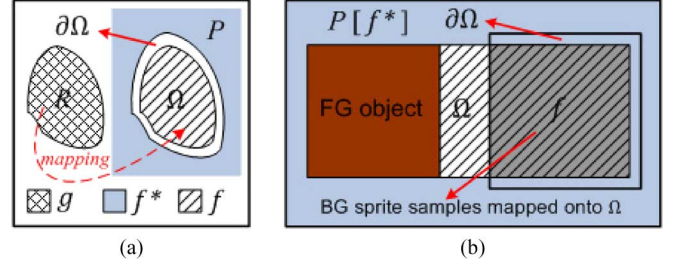 ∂Ω P
R Ω
mapping
g f* f
(a)
P [f*] ∂Ω
FG object Ω f
BG sprite samples mapped onto Ω
(b)